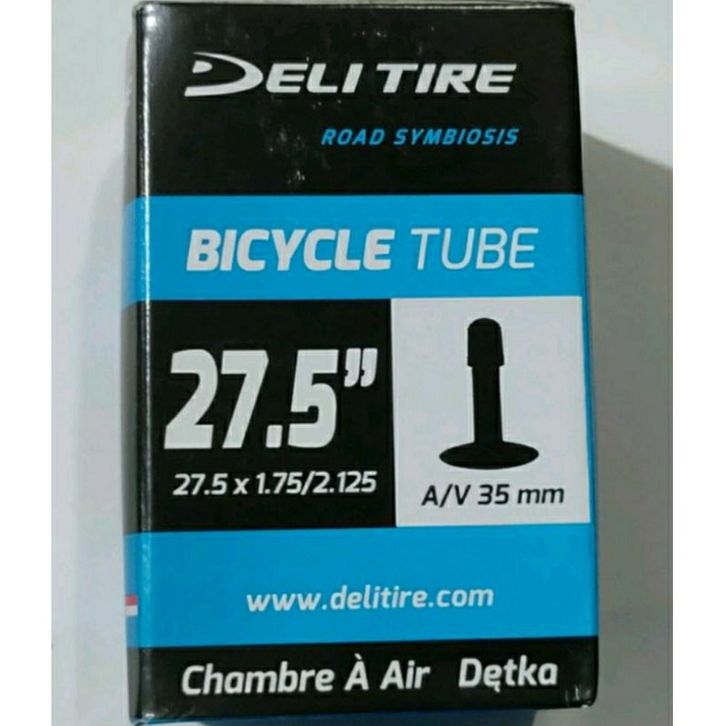 DELI TIRE
ROAD SYMBIOSIS
BICYCLE TUBE
27.5”
27.5 x 1.75/2.125
A/V 35 mm
www.delitire.com
Chambre À Air Dętka